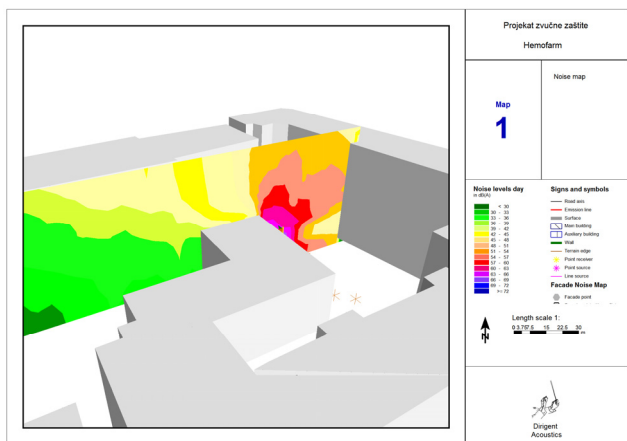 Projekat zvučne zaštite
Hemofarm
Map
1
Noise map
Noise levels day
in dB(A)
< 30
30 - 33
33 - 36
36 - 39
39 - 42
42 - 45
45 - 48
48 - 51
51 - 54
54 - 57
57 - 60
60 - 63
63 - 66
66 - 69
69 - 72
>= 72
Signs and symbols
Road axis
Emission line
Surface
Main building
Auxiliary building
Wall
Terrain edge
Point receiver
Point source
Line source
Facade Noise Map
Facade point
Length scale 1:
0 3.757.5 15 22.5 30
m
N
Dirigent
Acoustics